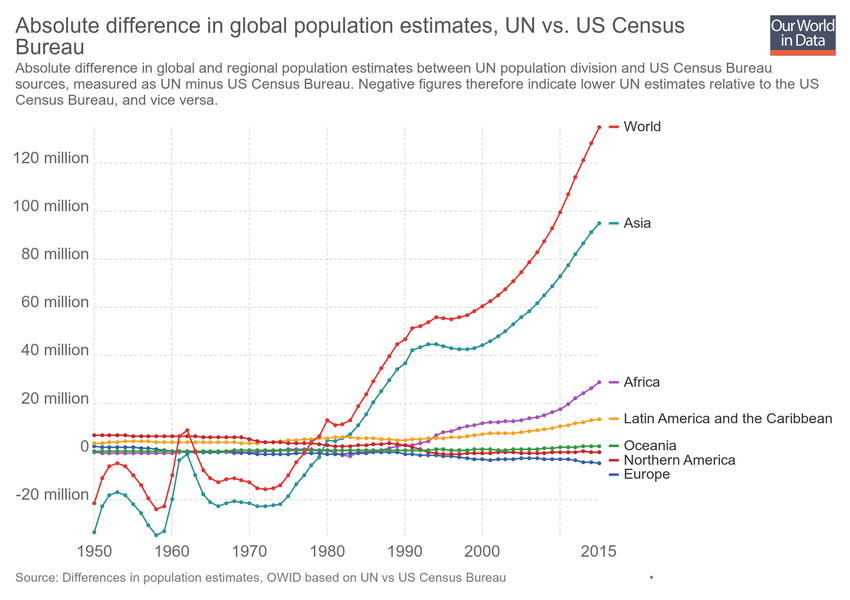 Absolute difference in global population estimates, UN vs. US Census
Bureau
Our World
in Data
Absolute difference in global and regional population estimates between UN population division and US Census Bureau
sources, measured as UN minus US Census Bureau. Negative figures therefore indicate lower UN estimates relative to the US
Census Bureau, and vice versa.
World
120 million
100 million
Asia
80 million
60 million
40 million
Africa
20 million
Latin America and the Caribbean
0
Oceania
Northern America
Europe
-20 million
1950 1960 1970 1980 1990 2000 2015
Source: Differences in population estimates, OWID based on UN vs US Census Bureau